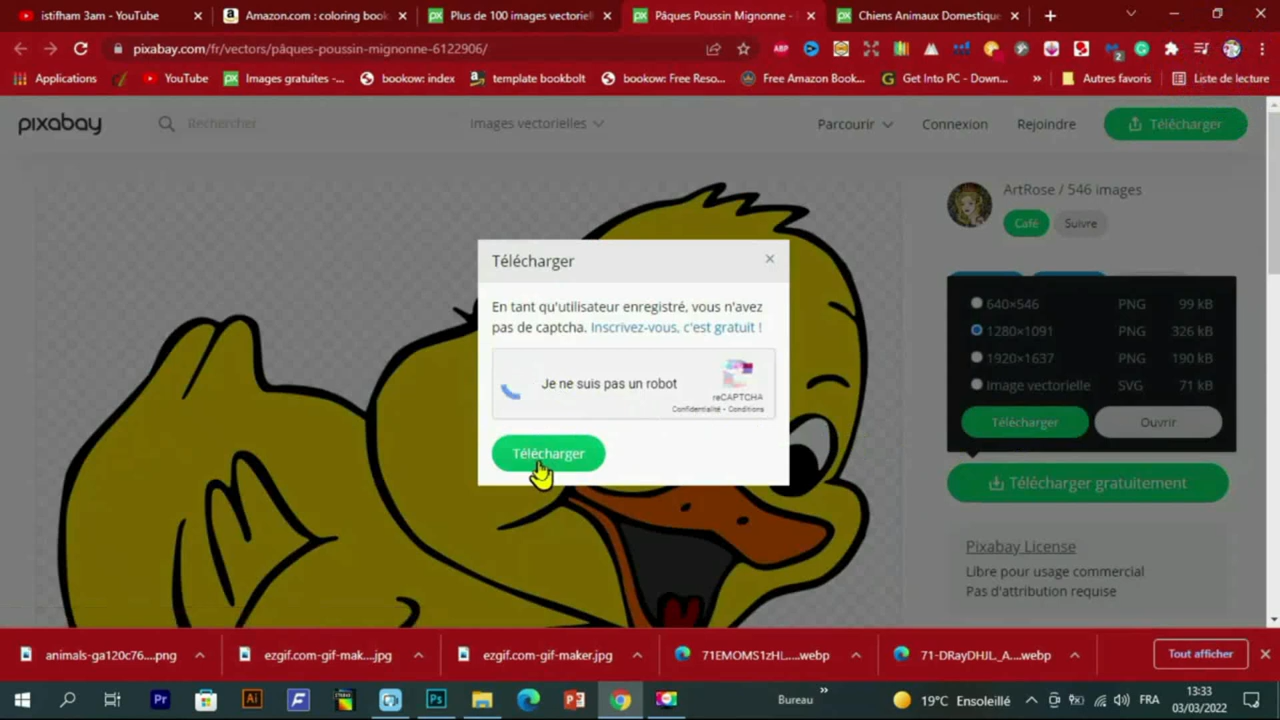 istifham 3am - YouTube
Amazon.com : coloring book
Plus de 100 images vectoriell
Pâques Poussin Mignonne -
Chiens Animaux Domestique
pixabay.com/fr/vectors/pâques-poussin-mignonne-6122906/
ABP
2
Applications
YouTube
Images gratuites -...
bookow: index
template bookbolt
bookow: Free Reso...
Free Amazon Book...
Get Into PC - Down...
»
Autres favoris
Liste de lecture
pixabay
Rechercher
Images vectorielles
Parcourir
Connexion
Rejoindre
Télécharger
ArtRose / 546 images
Café
Suivre
Télécharger
En tant qu'utilisateur enregistré, vous n'avez
pas de captcha. Inscrivez-vous, c'est gratuit !
Je ne suis pas un robot
reCAPTCHA
Confidentialité - Conditions
Télécharger
640×546 PNG 99 kB
1280×1091 PNG 326 kB
1920×1637 PNG 190 kB
Image vectorielle SVG 71 kB
Télécharger
Ouvrir
Télécharger gratuitement
Pixabay License
Libre pour usage commercial
Pas d'attribution requise
animals-ga120c76....png
ezgif.com-gif-mak....jpg
ezgif.com-gif-maker.jpg
71EMOMS1zHL....webp
71-DRayDHJL_A....webp
Tout afficher
Pr
Ai
Ps
Bureau
»
19°C Ensoleillé
FRA
13:33
03/03/2022